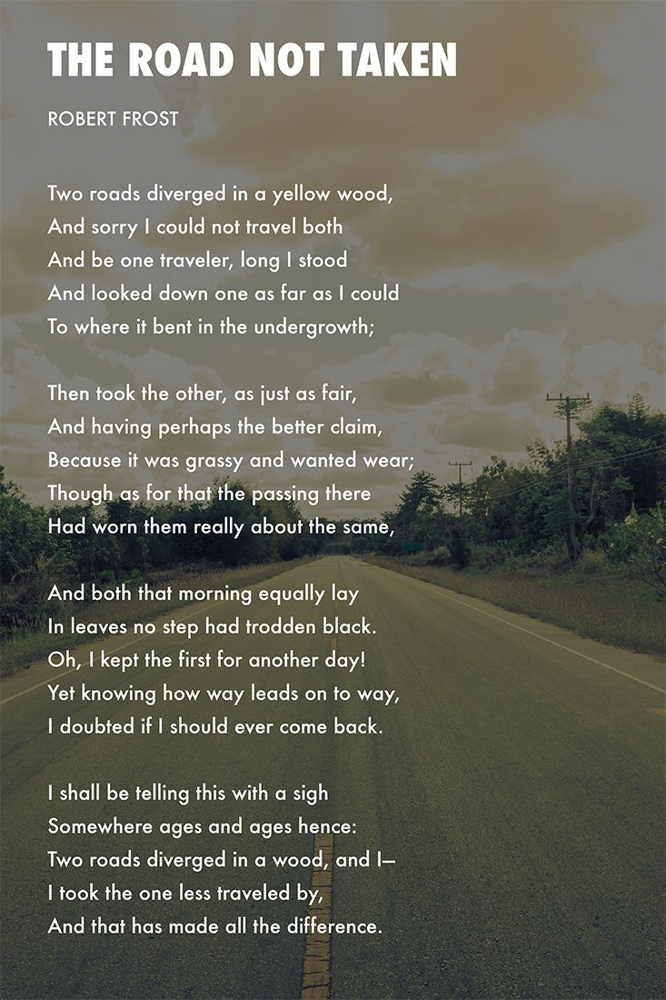 THE ROAD NOT TAKEN
ROBERT FROST
Two roads diverged in a yellow wood,
And sorry I could not travel both
And be one traveler, long I stood
And looked down one as far as I could
To where it bent in the undergrowth;
Then took the other, as just as fair,
And having perhaps the better claim,
Because it was grassy and wanted wear;
Though as for that the passing there
Had worn them really about the same,
And both that morning equally lay
In leaves no step had trodden black.
Oh, I kept the first for another day!
Yet knowing how way leads on to way,
I doubted if I should ever come back.
I shall be telling this with a sigh
Somewhere ages and ages hence:
Two roads diverged in a wood, and I—
I took the one less traveled by,
And that has made all the difference.